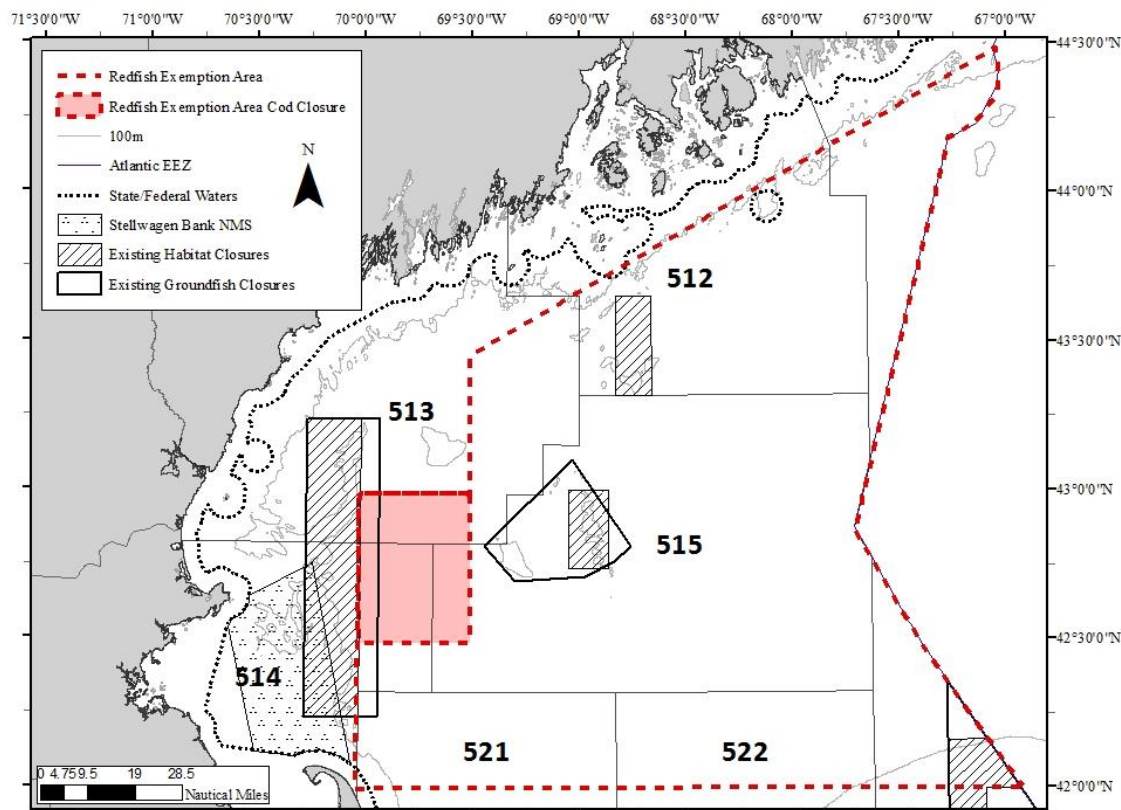 71°30'0"W 71°0'0"W 70°30'0"W 70°0'0"W 69°30'0"W 69°0'0"W 68°30'0"W 68°0'0"W 67°30'0"W 67°0'0"W
44°30'0"N
Redfish Exemption Area
Redfish Exemption Area Cod Closure
100m
Atlantic EEZ
State/Federal Waters
Stellwagen Bank NMS
Existing Habitat Closures
Existing Groundfish Closures
N
44°0'0"N
512
43°30'0"N
513
43°0'0"N
515
42°30'0"N
514
521
522
42°0'0"N
0 4.75 9.5 19 28.5
Nautical Miles